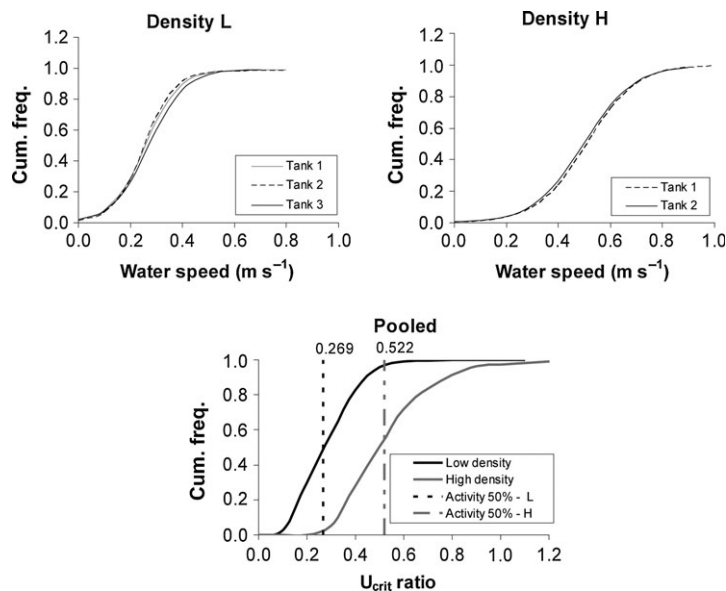 Density L
Cum. freq.
1.2
1.0
0.8
0.6
0.4
0.2
0.0
Tank 1
Tank 2
Tank 3
0.0 0.2 0.4 0.6 0.8 1.0
Water speed (m s⁻¹)
Density H
Cum. freq.
1.2
1.0
0.8
0.6
0.4
0.2
0.0
Tank 1
Tank 2
0.0 0.2 0.4 0.6 0.8 1.0
Water speed (m s⁻¹)
Pooled
0.269 0.522
Cum. freq.
1.0
0.8
0.6
0.4
0.2
0.0
Low density
High density
Activity 50% - L
Activity 50% - H
0.0 0.2 0.4 0.6 0.8 1.0 1.2
Ucrit ratio